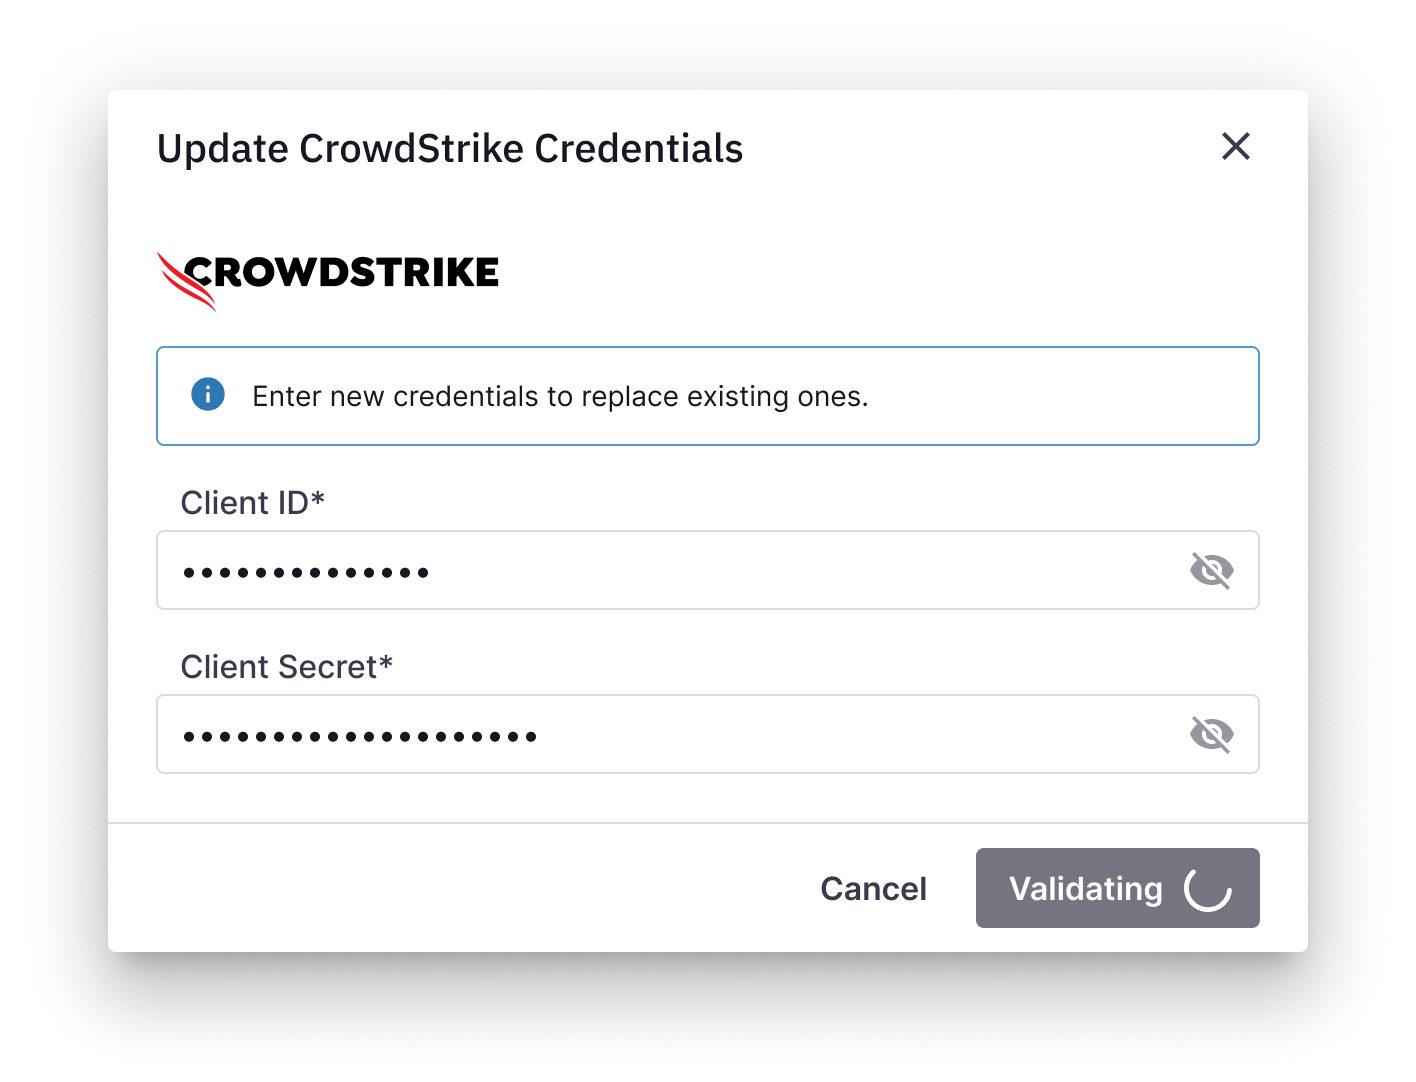 Update CrowdStrike Credentials
CROWDSTRIKE
Enter new credentials to replace existing ones.
Client ID*
••••••••••••••
Client Secret*
••••••••••••••••••••
Cancel
Validating